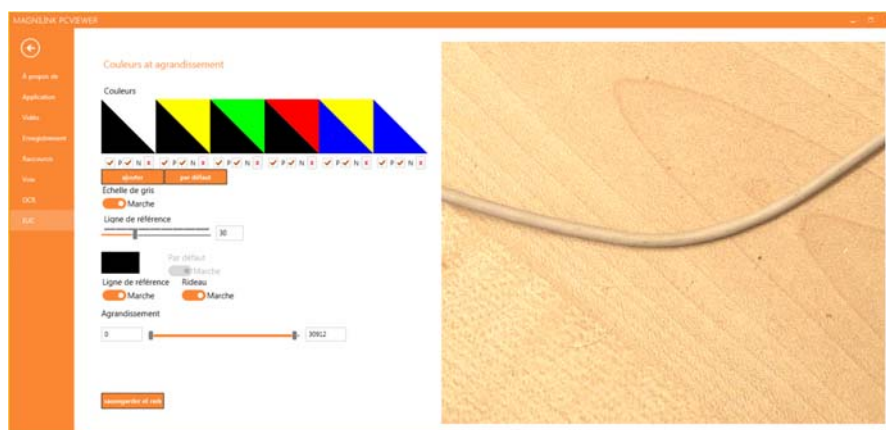 MAGNILINK PCVIEWER
À propos de
Application
Vidéo
Enregistrement
Raccourcis
Voix
OCR
EUC
Couleurs at agrandissement
Couleurs
P N x P N x P N x P N x P N x P N x
ajouter par défaut
Échelle de gris
Marche
Ligne de référence
30
Par défaut
Marche
Ligne de référence Rideau
Marche Marche
Agrandissement
0 30912
sauvegarder et